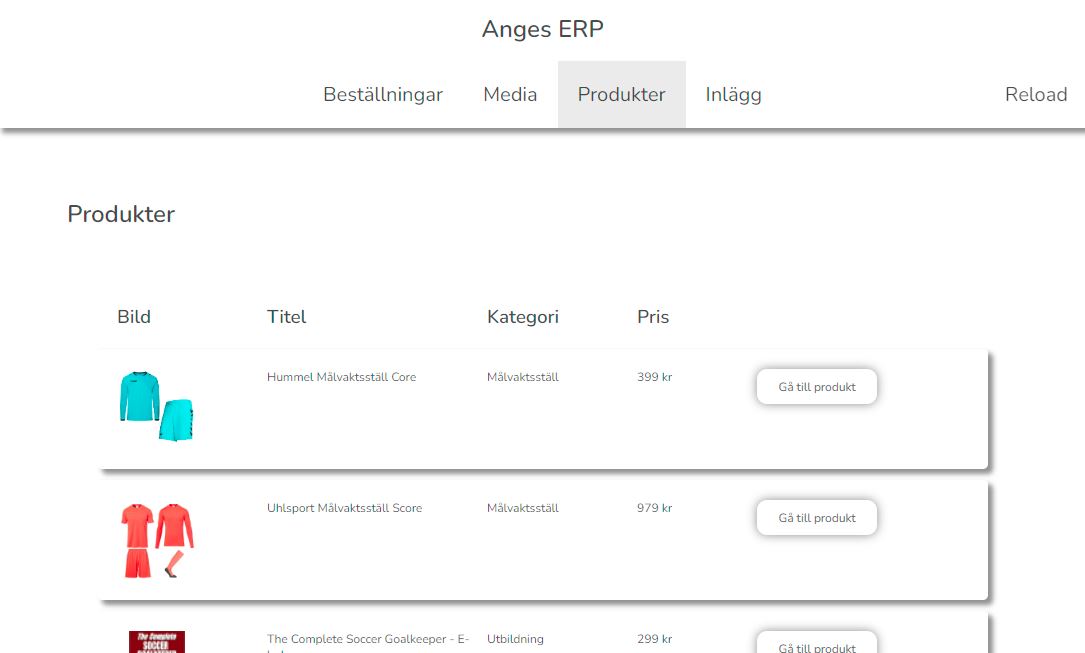 Anges ERP
Beställningar Media Produkter Inlägg Reload
Produkter
Bild Titel Kategori Pris
Hummel Målvaktsställ Core Målvaktsställ 399 kr Gå till produkt
Uhlsport Målvaktsställ Score Målvaktsställ 979 kr Gå till produkt
The Complete Soccer Goalkeeper - E- Utbildning 299 kr Gå till produkt
The Complete
SOCCER